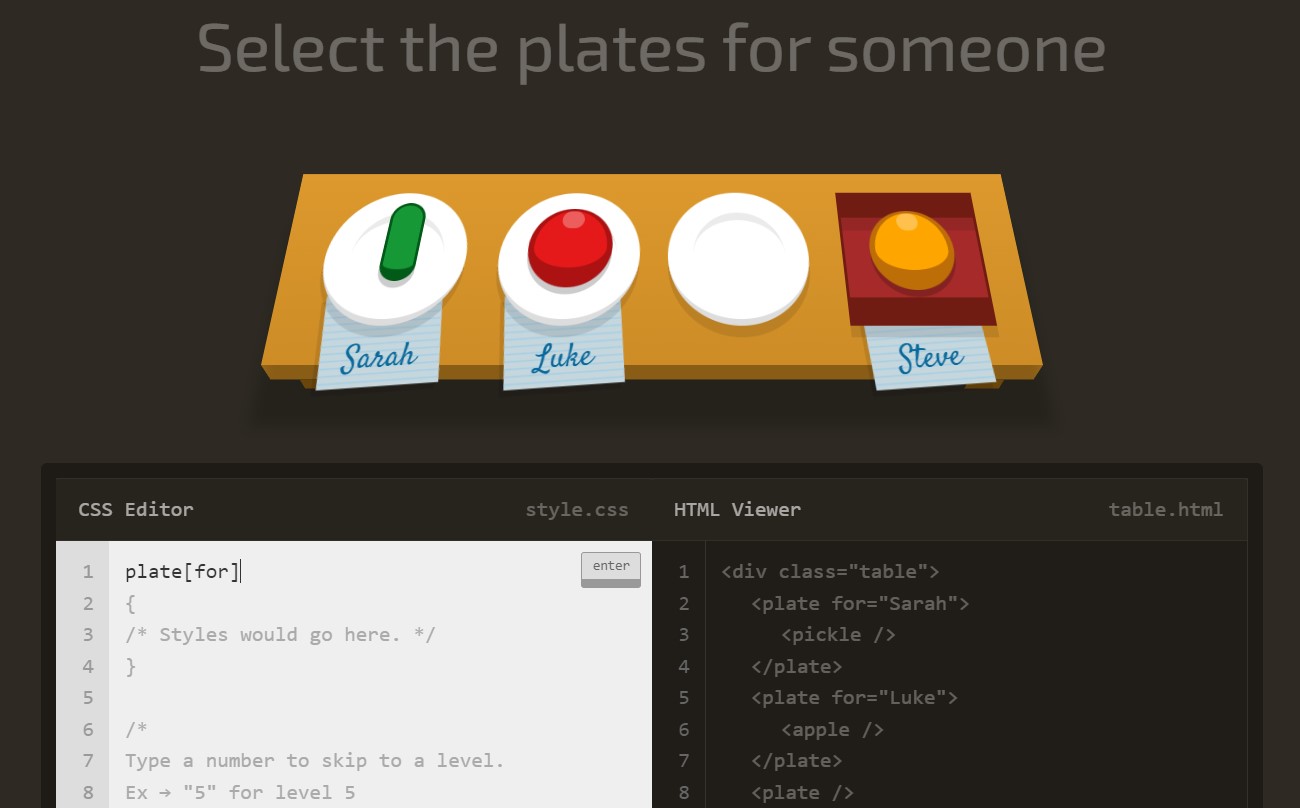 Select the plates for someone
Sarah
Luke
Steve
CSS Editor
style.css
HTML Viewer
table.html
1 plate[for]
enter
2 {
3 /* Styles would go here. */
4 }
5
6 /*
7 Type a number to skip to a level.
8 Ex → "5" for level 5
1 <div class="table">
2 <plate for="Sarah">
3 <pickle />
4 </plate>
5 <plate for="Luke">
6 <apple />
7 </plate>
8 <plate />